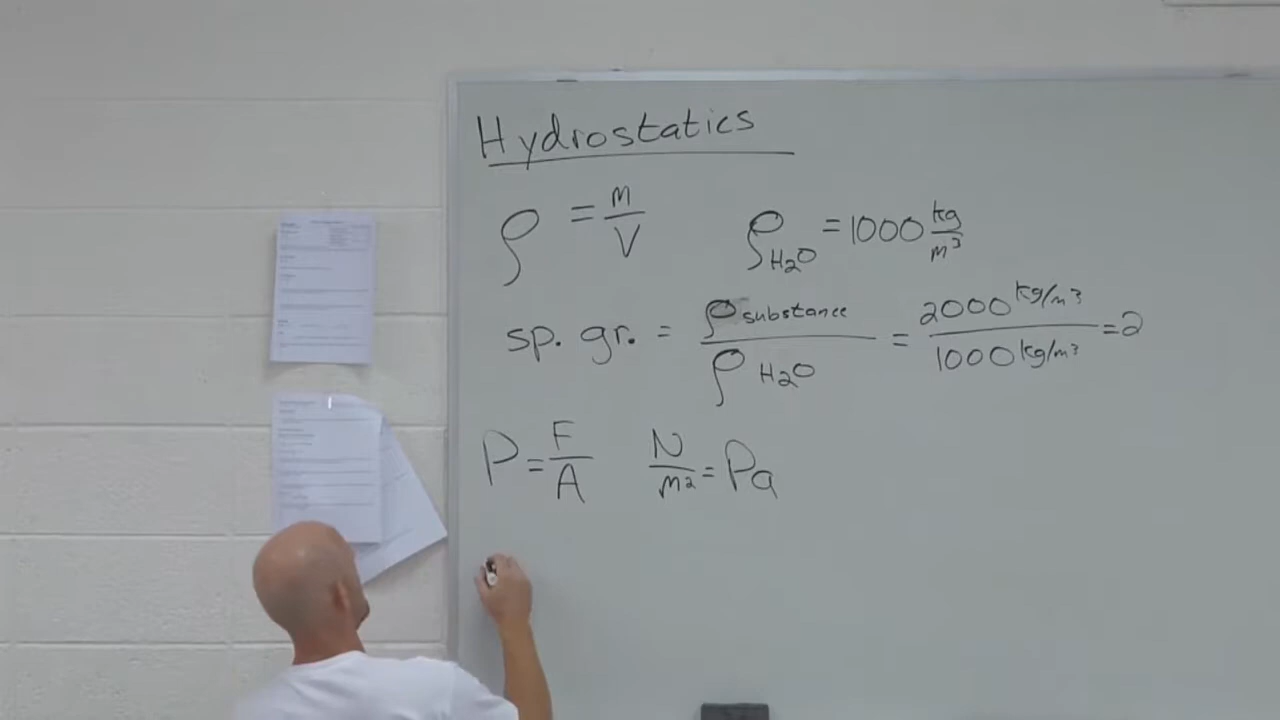 Hydrostatics
ρ = m/V    ρH₂O = 1000 kg/m³
sp. gr. = ρsubstance/ρH₂O = 2000 kg/m³/1000 kg/m³ = 2
P = F/A    N/m² = Pa